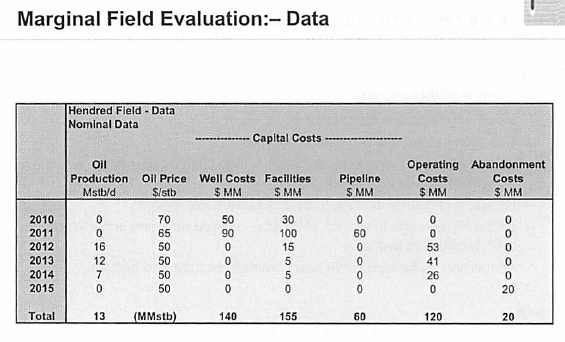 Marginal Field Evaluation:– Data
Hendred Field - Data
Nominal Data
--------------- Capital Costs ---------------------
Oil Operating Abandonment
Production Oil Price Well Costs Facilities Pipeline Costs Costs
Mstb/d $/stb $ MM $ MM $ MM $ MM $ MM
2010 0 70 50 30 0 0 0
2011 0 65 90 100 60 0 0
2012 16 50 0 15 0 53 0
2013 12 50 0 5 0 41 0
2014 7 50 0 5 0 26 0
2015 0 50 0 0 0 0 20
Total 13 (MMstb) 140 155 60 120 20